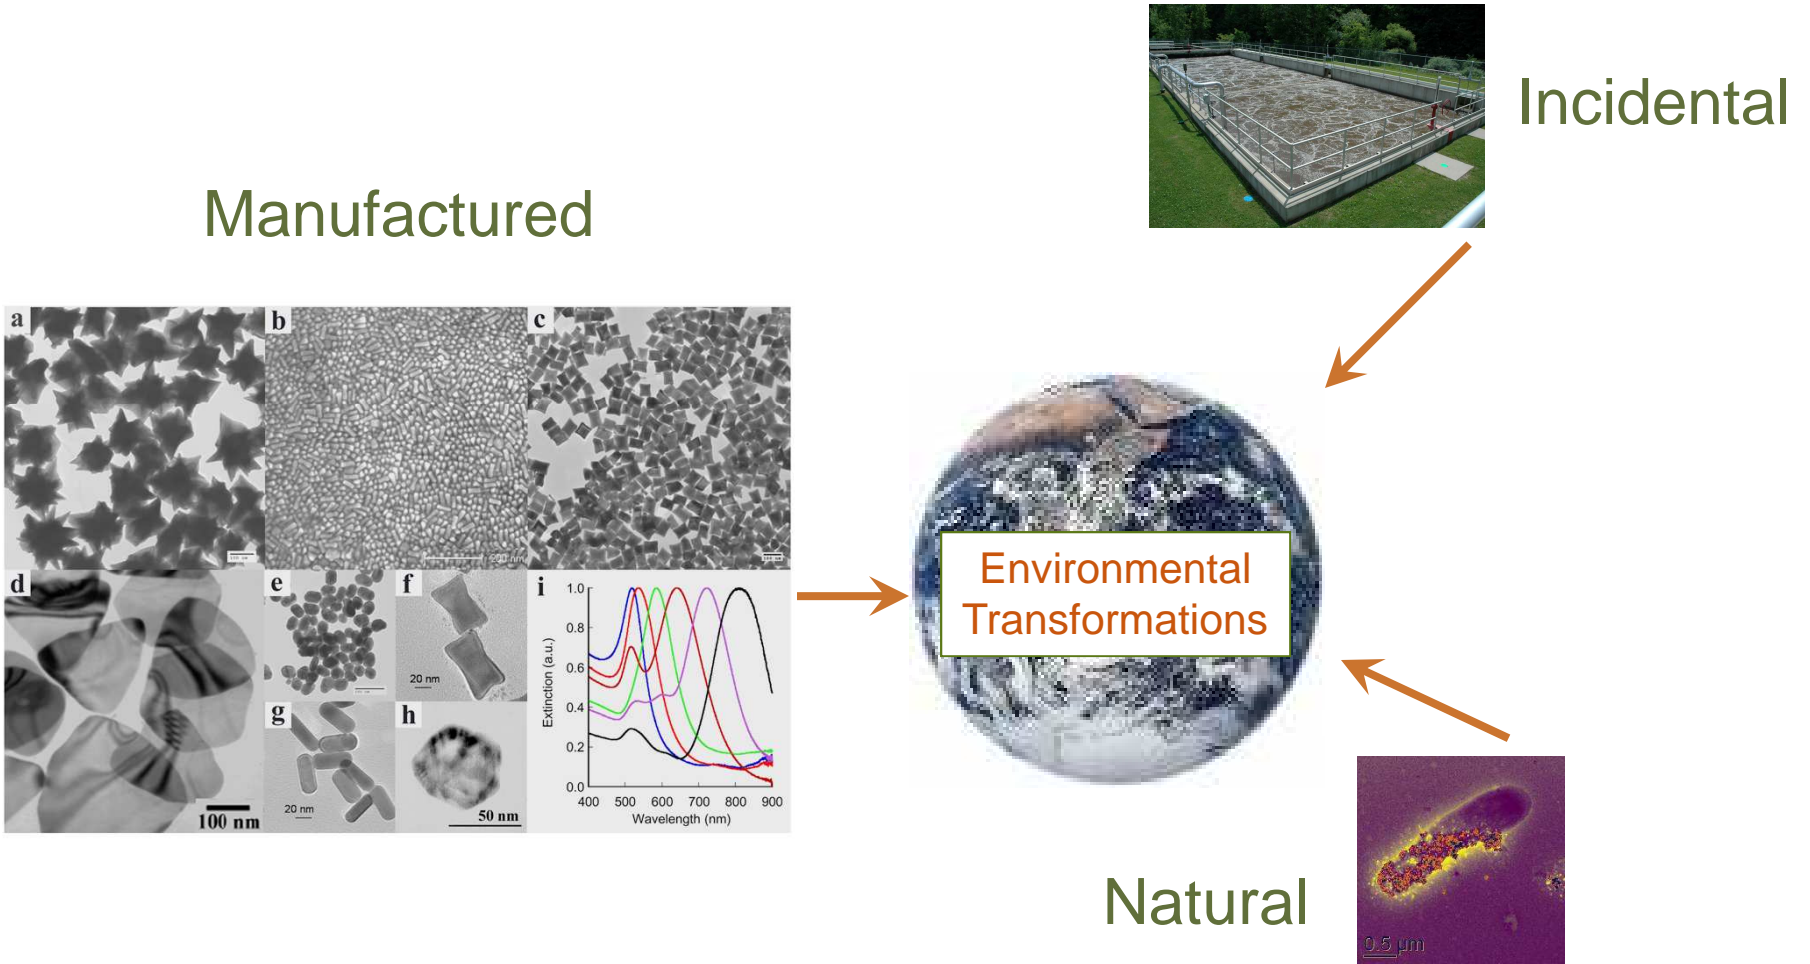 Incidental
Manufactured
a
b
c
d
e
f
i
g
h
100 nm
20 nm
20 nm
50 nm
1.0
0.8
0.6
0.4
0.2
0.0
Extinction (a.u.)
400 500 600 700 800 900
Wavelength (nm)
Environmental
Transformations
Natural
0.5 µm